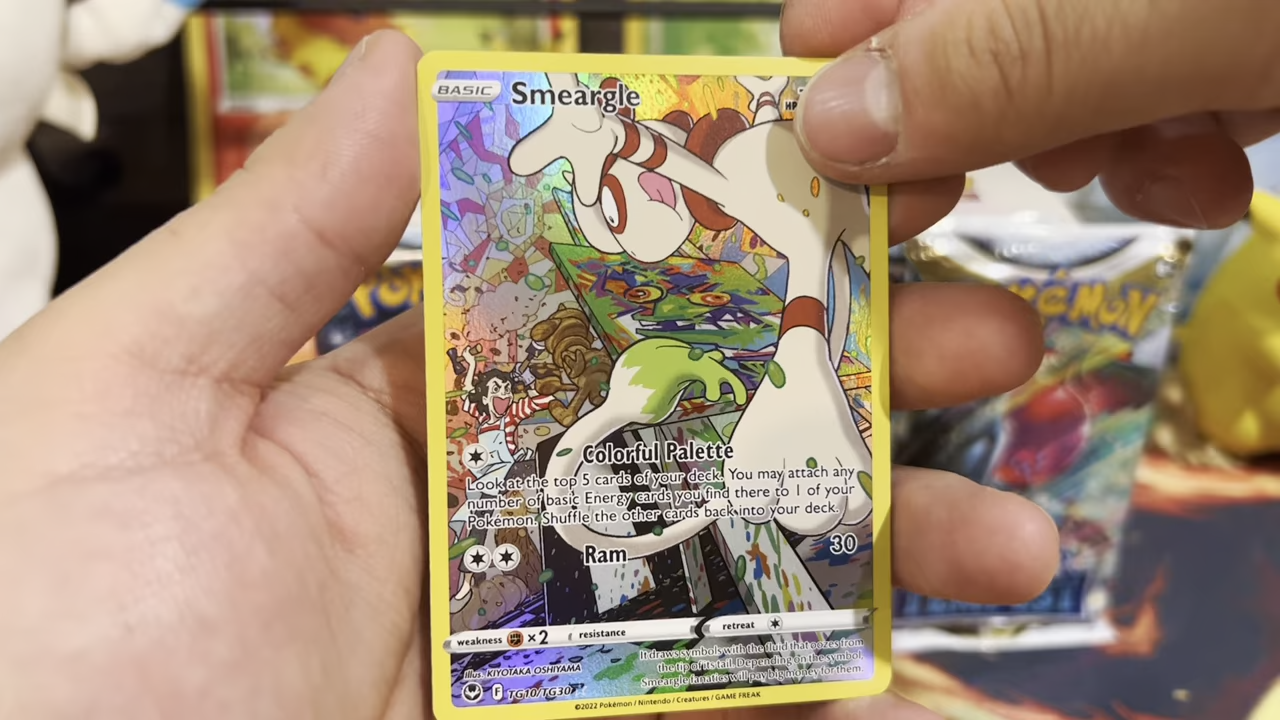 BASIC Smeargle HP
Colorful Palette
Look at the top 5 cards of your deck. You may attach any
number of basic Energy cards you find there to 1 of your
Pokémon. Shuffle the other cards back into your deck.
Ram 30
weakness ×2 resistance retreat
Illus. KIYOTAKA OSHIYAMA
It draws symbols with the fluid that oozes from
the tip of its tail. Depending on the symbol,
Smeargle fanatics will pay big money for them.
F TG10/TG30
©2022 Pokémon / Nintendo / Creatures / GAME FREAK